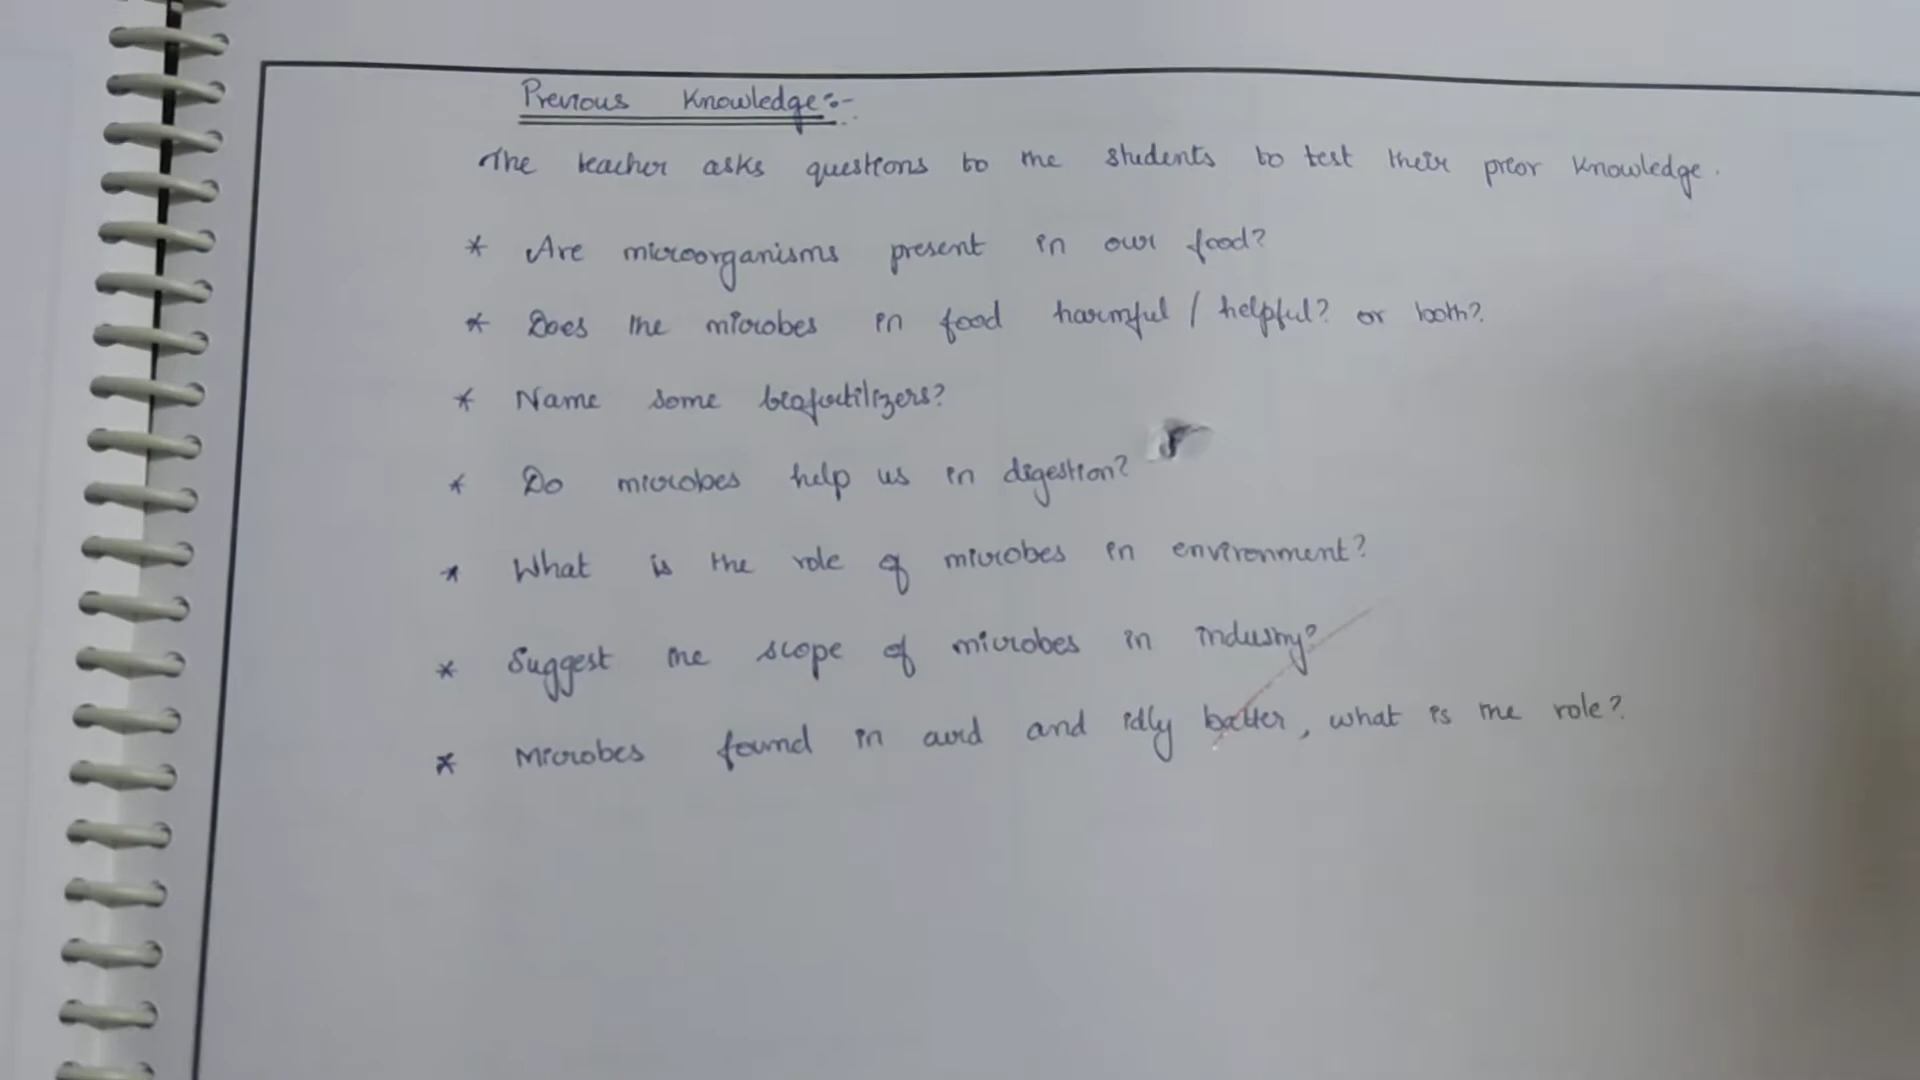 Previous Knowledge:-
The teacher asks questions to the students to test their prior knowledge.
* Are microorganisms present in our food?
* Does the microbes in food harmful / helpful? or both?
* Name some biofertilizers?
* Do microbes help us in digestion?
* What is the role of microbes in environment?
* Suggest the scope of microbes in industry?
* Microbes found in curd and idly batter, what is the role?